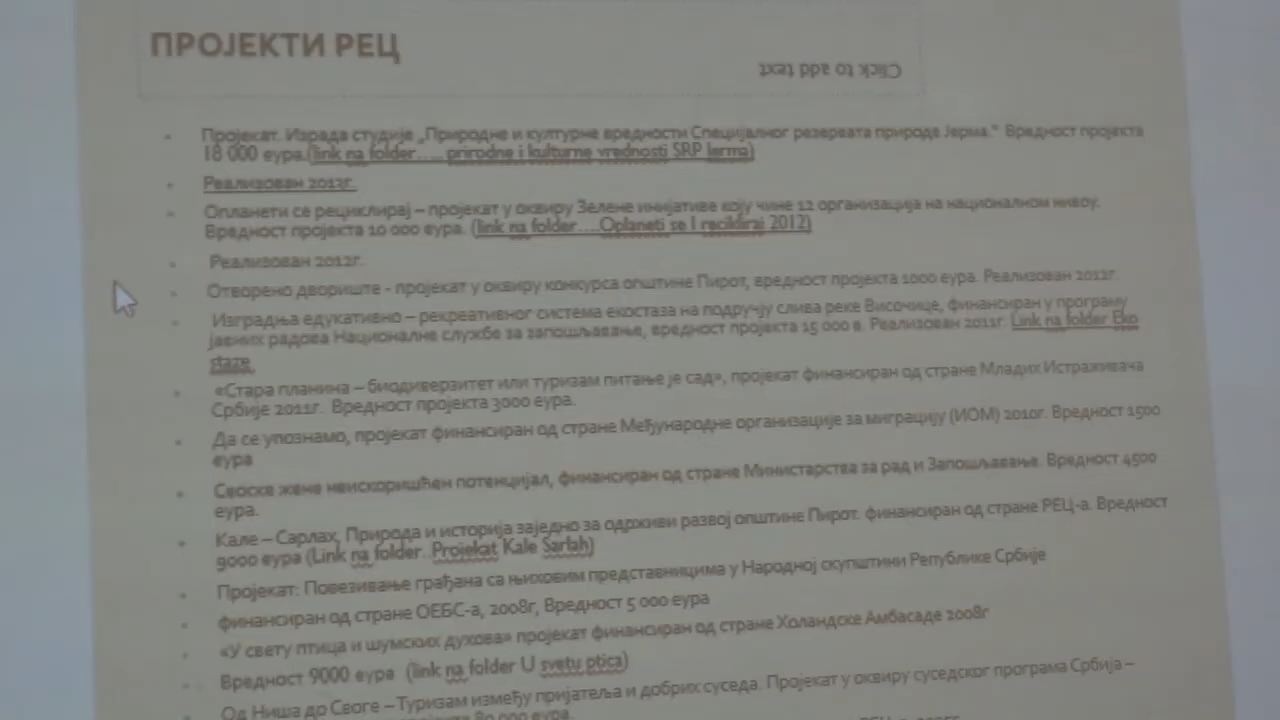 ПРОЈЕКТИ РЕЦ
Click to add text
Пројекат. Израда студије „Природне и културне вредности Специјалног резервата природе Јерма." Вредност пројекта
18 000 еура.(link na folder..... prirodne i kulturne vrednosti SRP Jerma)
Реализован 2013г.
Опланети се рециклирај – пројекат у оквиру Зелене иницијативе коју чине 12 организација на националном нивоу.
Вредност пројекта 10 000 еура. (link na folder.....Oplaneti se I recikliraj 2012)
Реализован 2012г.
Отворено двориште - пројекат у оквиру конкурса општине Пирот, вредност пројекта 1000 еура. Реализован 2012г.
Изградња едукативно – рекреативног система екостаза на подручју слива реке Височице, финансиран у програму
јавних радова Националне службе за запошљавање, вредност пројекта 15 000 е. Реализован 2011г. Link na folder Eko
staze.
«Стара планина – биодиверзитет или туризам питање је сад», пројекат финансиран од стране Младих Истраживача
Србије 2011г. Вредност пројекта 3000 еура.
Да се упознамо, пројекат финансиран од стране Међународне организације за миграцију (ИОМ) 2010г. Вредност 1500
еура
Сеоске жене неискоришћен потенцијал, финансиран од стране Министарства за рад и Запошљавање. Вредност 4500
еура.
Кале – Сарлах, Природа и историја заједно за одрживи развој општине Пирот. финансиран од стране РЕЦ-а. Вредност
9000 еура (Link na folder..Projekat Kale Sarlah)
Пројекат: Повезивање грађана са њиховим представницима у Народној скупштини Републике Србије
финансиран од стране ОЕБС-а, 2008г, Вредност 5 000 еура
«У свету птица и шумских духова» пројекат финансиран од стране Холандске Амбасаде 2008г
Вредност 9000 еура (link na folder U svetu ptica)
Од Ниша до Своге – Туризам између пријатеља и добрих суседа. Пројекат у оквиру суседског програма Србија –
80 000 еура.